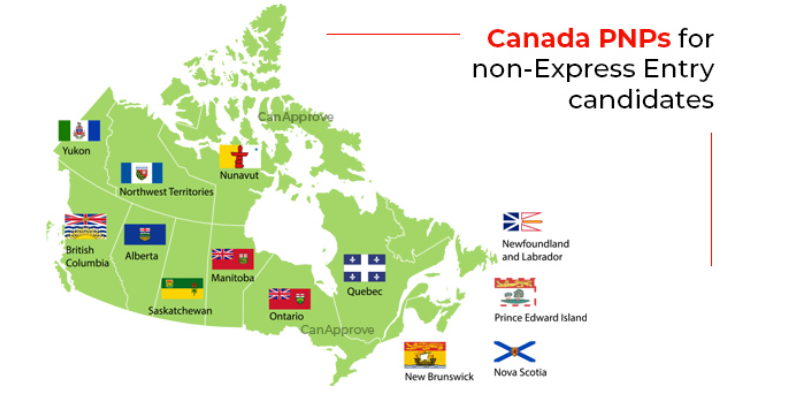 Canada PNPs for
non-Express Entry
candidates
CanApprove
Yukon
Northwest Territories
Nunavut
British
Columbia
Alberta
Saskatchewan
Manitoba
Ontario
Quebec
Newfoundland
and Labrador
Prince Edward Island
Nova Scotia
New Brunswick
CanApprove